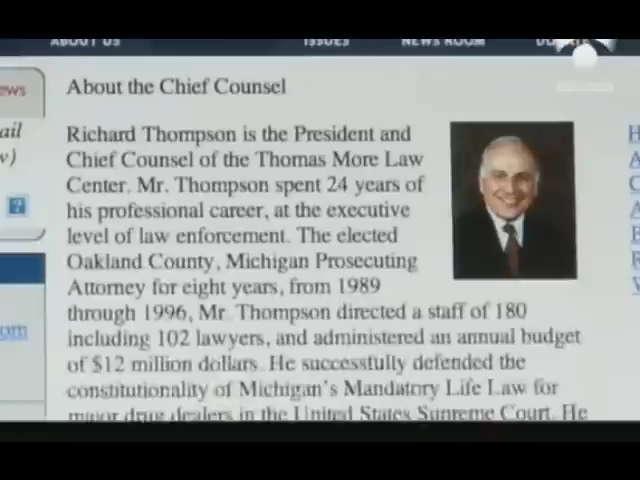 ABOUT US ISSUES NEWS ROOM
ews
About the Chief Counsel
ail
Richard Thompson is the President and
Chief Counsel of the Thomas More Law
w)
Center. Mr. Thompson spent 24 years of
his professional career, at the executive
level of law enforcement. The elected
Oakland County, Michigan Prosecuting
Attorney for eight years, from 1989
through 1996, Mr. Thompson directed a staff of 180
om
including 102 lawyers, and administered an annual budget
of $12 million dollars. He successfully defended the
constitutionality of Michigan's Mandatory Life Law for
major drug dealers in the United States Supreme Court. He